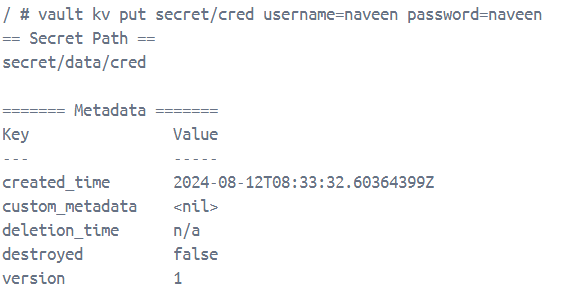 / # vault kv put secret/cred username=naveen password=naveen
== Secret Path ==
secret/data/cred
======= Metadata =======
Key                Value
---                -----
created_time       2024-08-12T08:33:32.60364399Z
custom_metadata    <nil>
deletion_time      n/a
destroyed          false
version            1